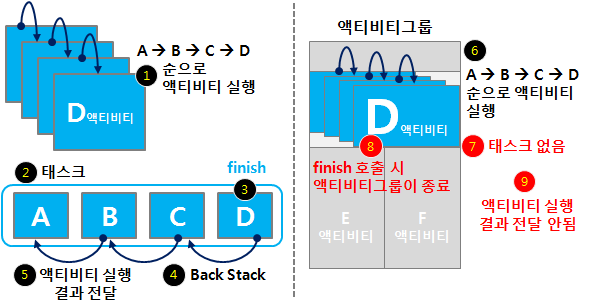 A → B → C → D
1 순으로
액티비티 실행
D액티비티
2 태스크
finish
3
A B C D
5 액티비티 실행
결과 전달
4 Back Stack
액티비티그룹
6
A → B → C → D
순으로 액티비티
실행
D액티비티
7 태스크 없음
8
finish 호출 시
액티비티그룹이 종료
9
액티비티 실행
결과 전달 안됨
E
액티비티
F
액티비티